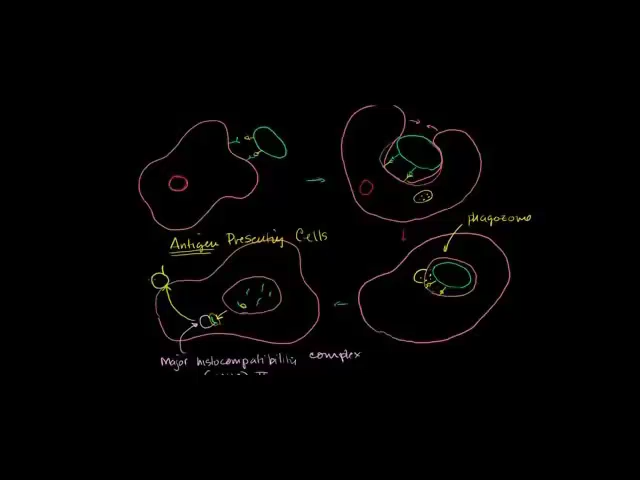 phagozome
Antigen Presenting Cells
Major histocompatibility complex